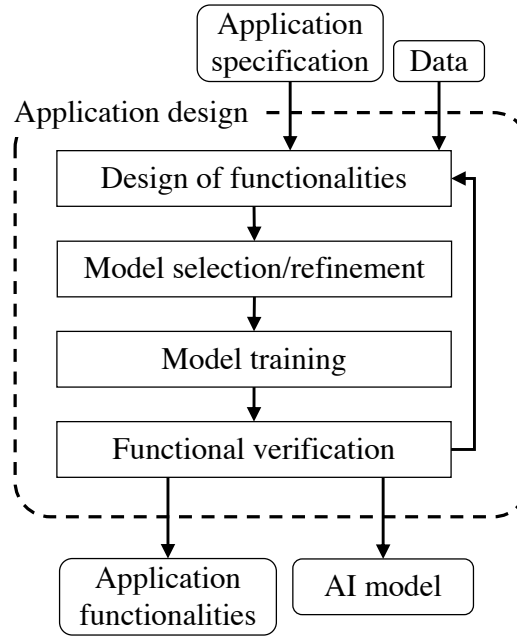 Application
specification
Data
Application design
Design of functionalities
Model selection/refinement
Model training
Functional verification
Application
functionalities
AI model